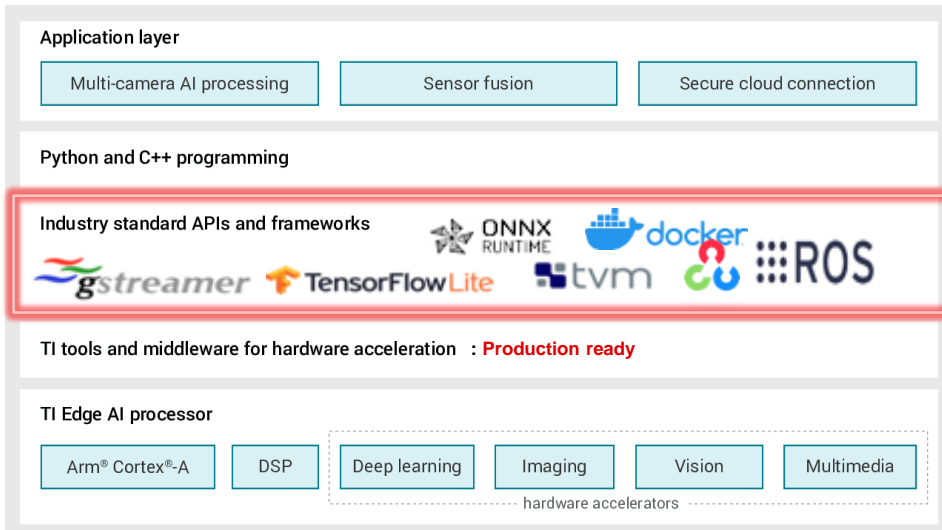 Application layer
Multi-camera AI processing
Sensor fusion
Secure cloud connection
Python and C++ programming
Industry standard APIs and frameworks
ONNX
RUNTIME
docker
gstreamer
TensorFlow Lite
tvm
ROS
TI tools and middleware for hardware acceleration : Production ready
TI Edge AI processor
Arm® Cortex®-A
DSP
Deep learning
Imaging
Vision
Multimedia
hardware accelerators